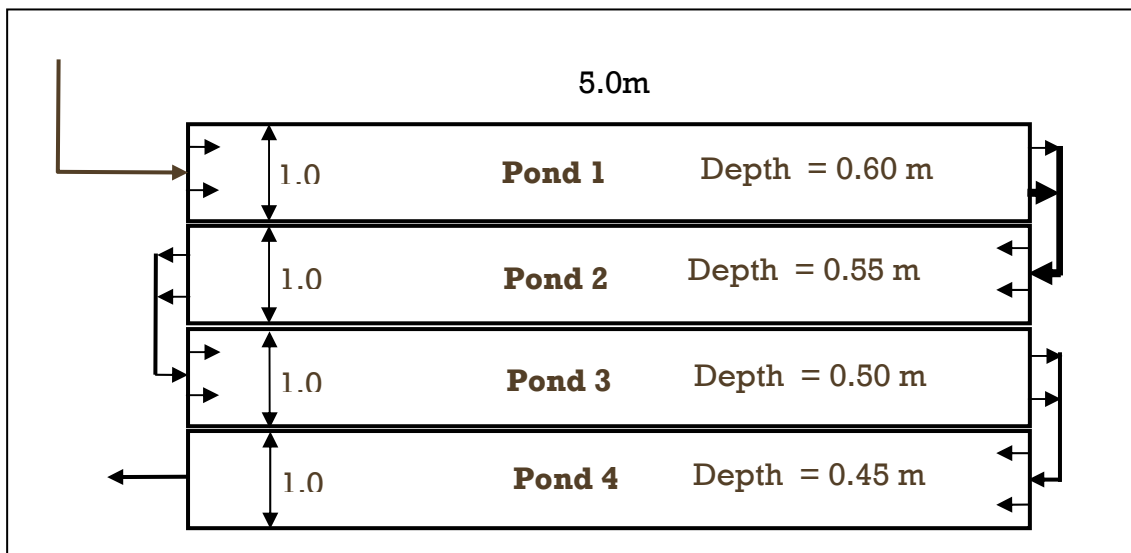 5.0m
1.0 Pond 1 Depth = 0.60 m
1.0 Pond 2 Depth = 0.55 m
1.0 Pond 3 Depth = 0.50 m
1.0 Pond 4 Depth = 0.45 m